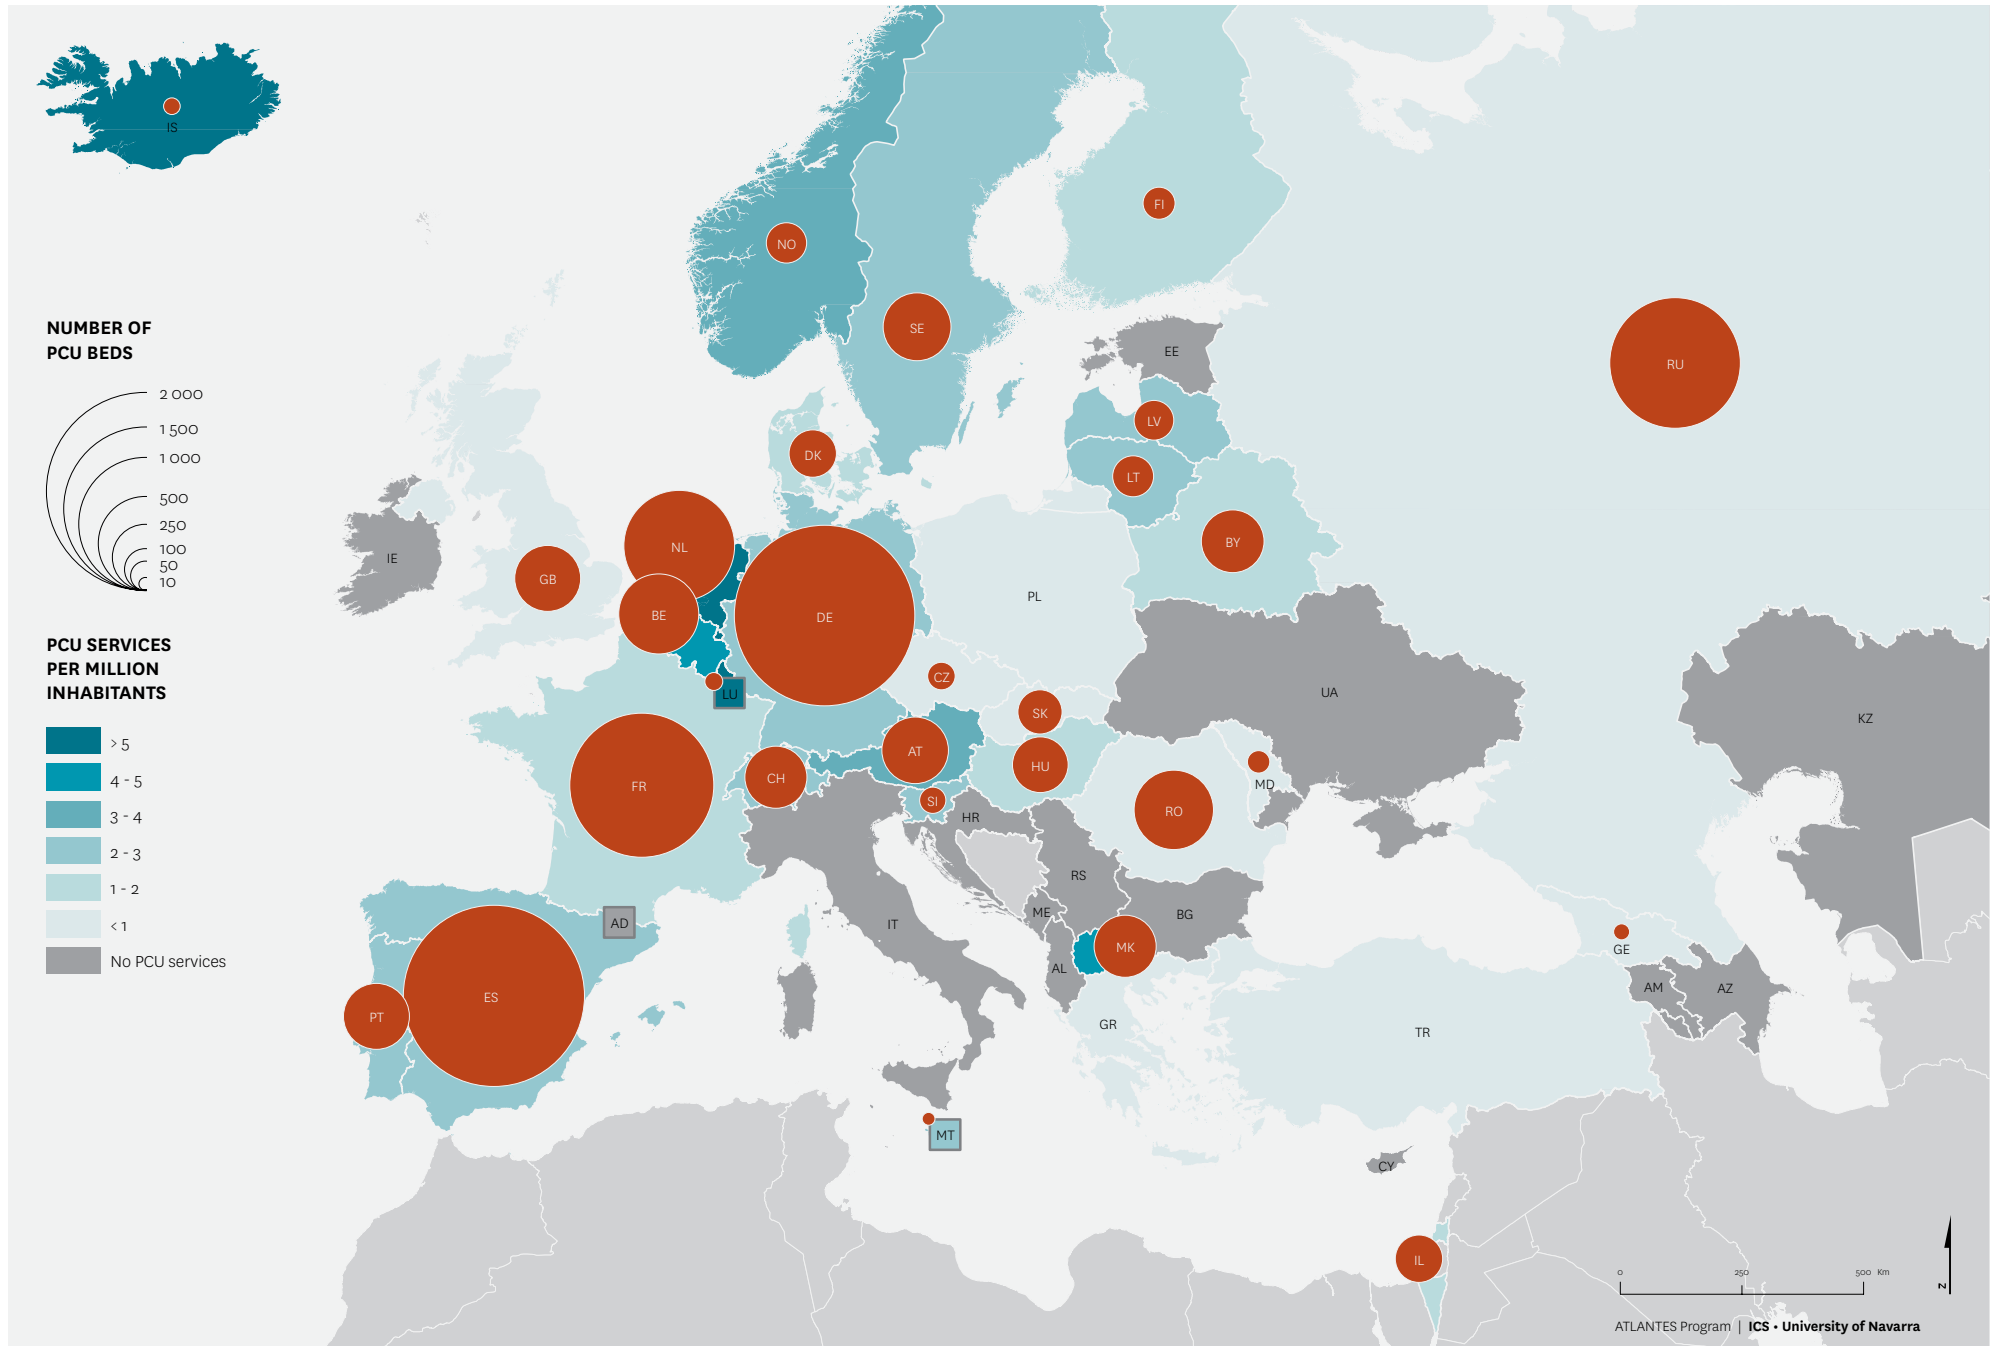 IS
FI
NO
NUMBER OF
PCU BEDS
SE
EE
RU
2 000
1 500
1 000
500
250
100
50
10
LV
DK
LT
NL
BY
IE
GB
PL
BE
DE
PCU SERVICES
PER MILLION
INHABITANTS
> 5
4 - 5
3 - 4
2 - 3
1 - 2
< 1
No PCU services
CZ
LU
UA
SK
KZ
AT
HU
CH
FR
MD
SI
RO
HR
RS
ME
BG
AD
IT
MK
GE
AL
AM
AZ
ES
PT
GR
TR
MT
CY
IL
0
250
500 Km
N
ATLANTES Program | ICS • University of Navarra